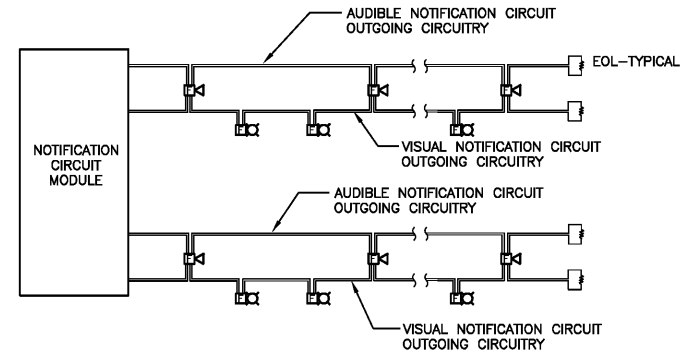 AUDIBLE NOTIFICATION CIRCUIT
OUTGOING CIRCUITRY
EOL-TYPICAL
F
F
F
F
F
F
VISUAL NOTIFICATION CIRCUIT
OUTGOING CIRCUITRY
NOTIFICATION
CIRCUIT
MODULE
AUDIBLE NOTIFICATION CIRCUIT
OUTGOING CIRCUITRY
F
F
F
F
F
F
VISUAL NOTIFICATION CIRCUIT
OUTGOING CIRCUITRY